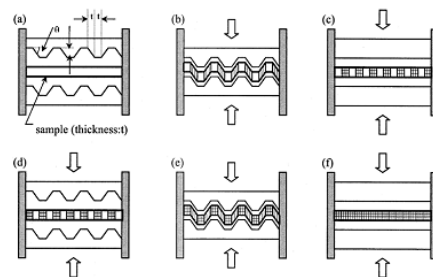 (a)
θ
t
t
(b)
(c)
sample (thickness:t)
(d)
(e)
(f)